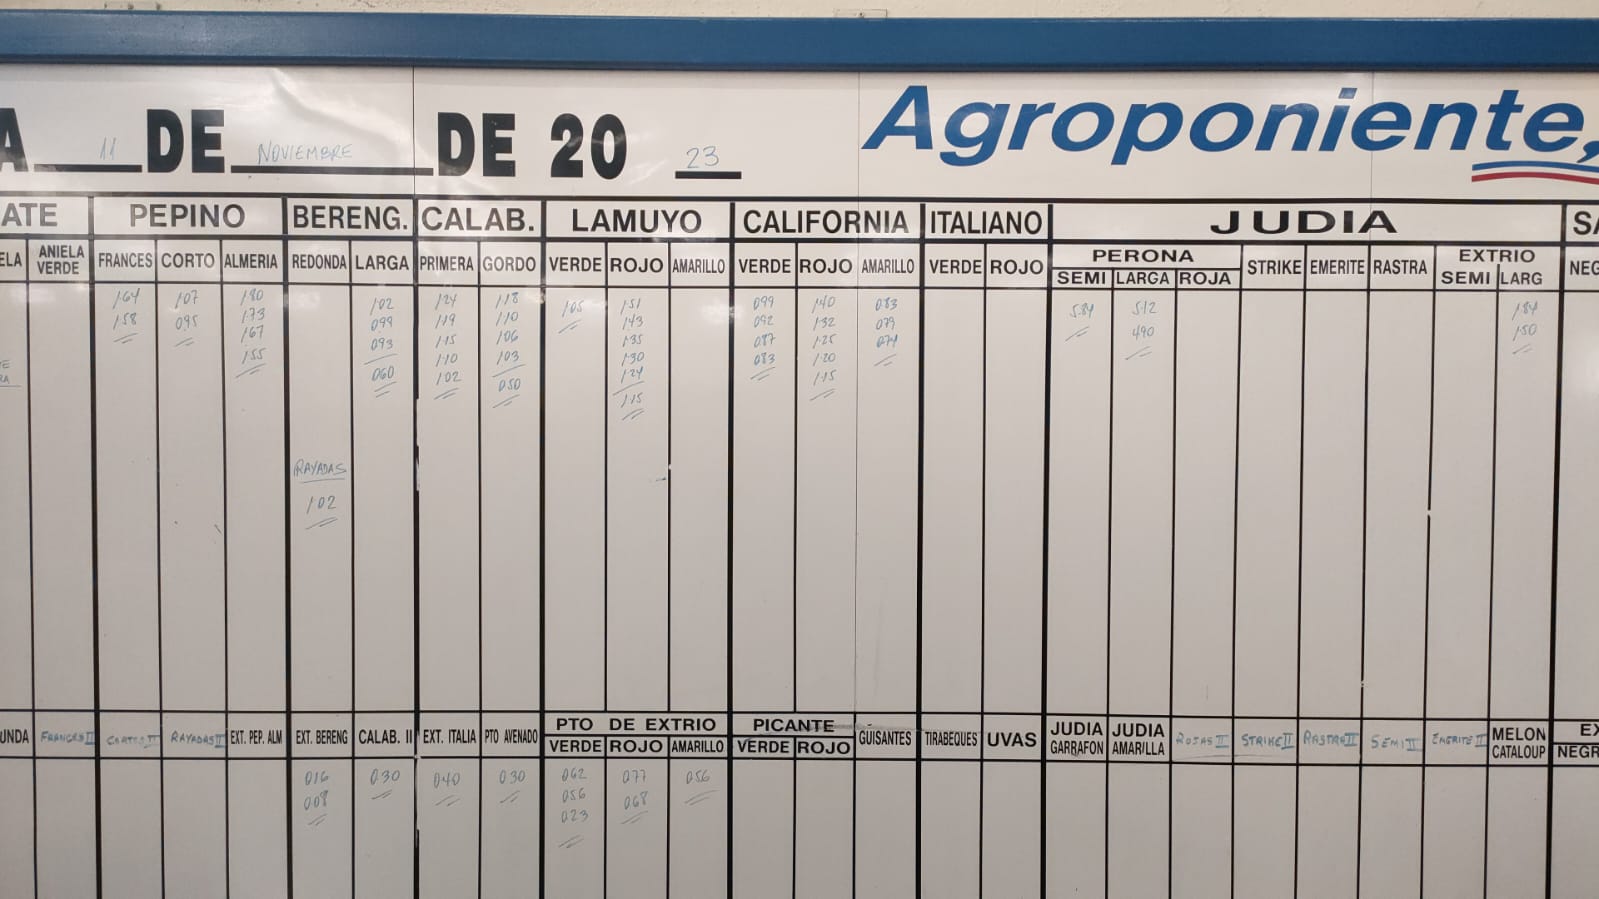 A 11 DE NOVIEMBRE DE 20 23
Agroponiente,
ATE PEPINO BERENG. CALAB. LAMUYO CALIFORNIA ITALIANO JUDIA SA
ELA ANIELA VERDE FRANCES CORTO ALMERIA REDONDA LARGA PRIMERA GORDO VERDE ROJO AMARILLO VERDE ROJO AMARILLO VERDE ROJO PERONA STRIKE EMERITE RASTRA EXTRIO NEG
SEMI LARGA ROJA SEMI LARG
164 107 180 102 124 118 105 151 099 140 083 584 512 184
158 095 173 099 119 110 143 092 132 079 490 150
167 093 115 106 135 087 125 074
155 060 110 103 130 083 120
102 050 124 115
115
RAYADAS
102
UNDA FRANCES II CORTOS II RAYADAS II EXT. PEP. ALM EXT. BERENG CALAB. II EXT. ITALIA PTO AVENADO PTO DE EXTRIO PICANTE GUISANTES TIRABEQUES UVAS JUDIA GARRAFON JUDIA AMARILLA ROJAS II STRIKE II RASTRA II SEMI II EMERITE II MELON CATALOUP EX
VERDE ROJO AMARILLO VERDE ROJO NEGR
016 030 040 030 062 077 056
008 056 068
023